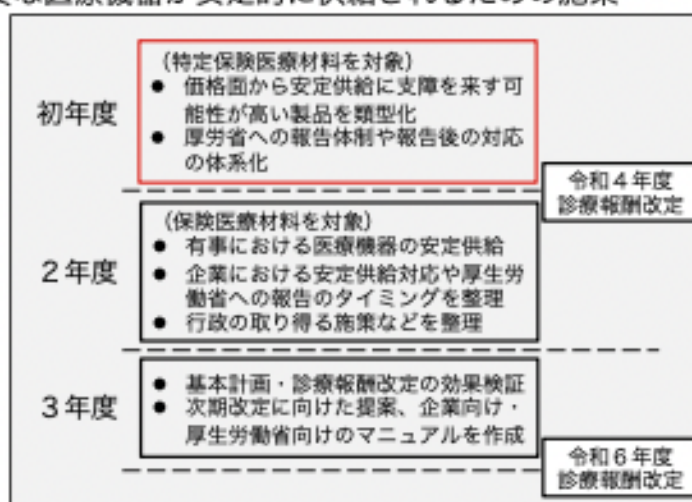 な医療機器が安定的に供給されるための施策
初年度
（特定保険医療材料を対象）
● 価格面から安定供給に支障を来す可
能性が高い製品を類型化
● 厚労省への報告体制や報告後の対応
の体系化
令和４年度
診療報酬改定
２年度
（保険医療材料を対象）
● 有事における医療機器の安定供給
● 企業における安定供給対応や厚生労
働省への報告のタイミングを整理
● 行政の取り得る施策などを整理
３年度
● 基本計画・診療報酬改定の効果検証
● 次期改定に向けた提案、企業向け・
厚生労働省向けのマニュアルを作成
令和６年度
診療報酬改定